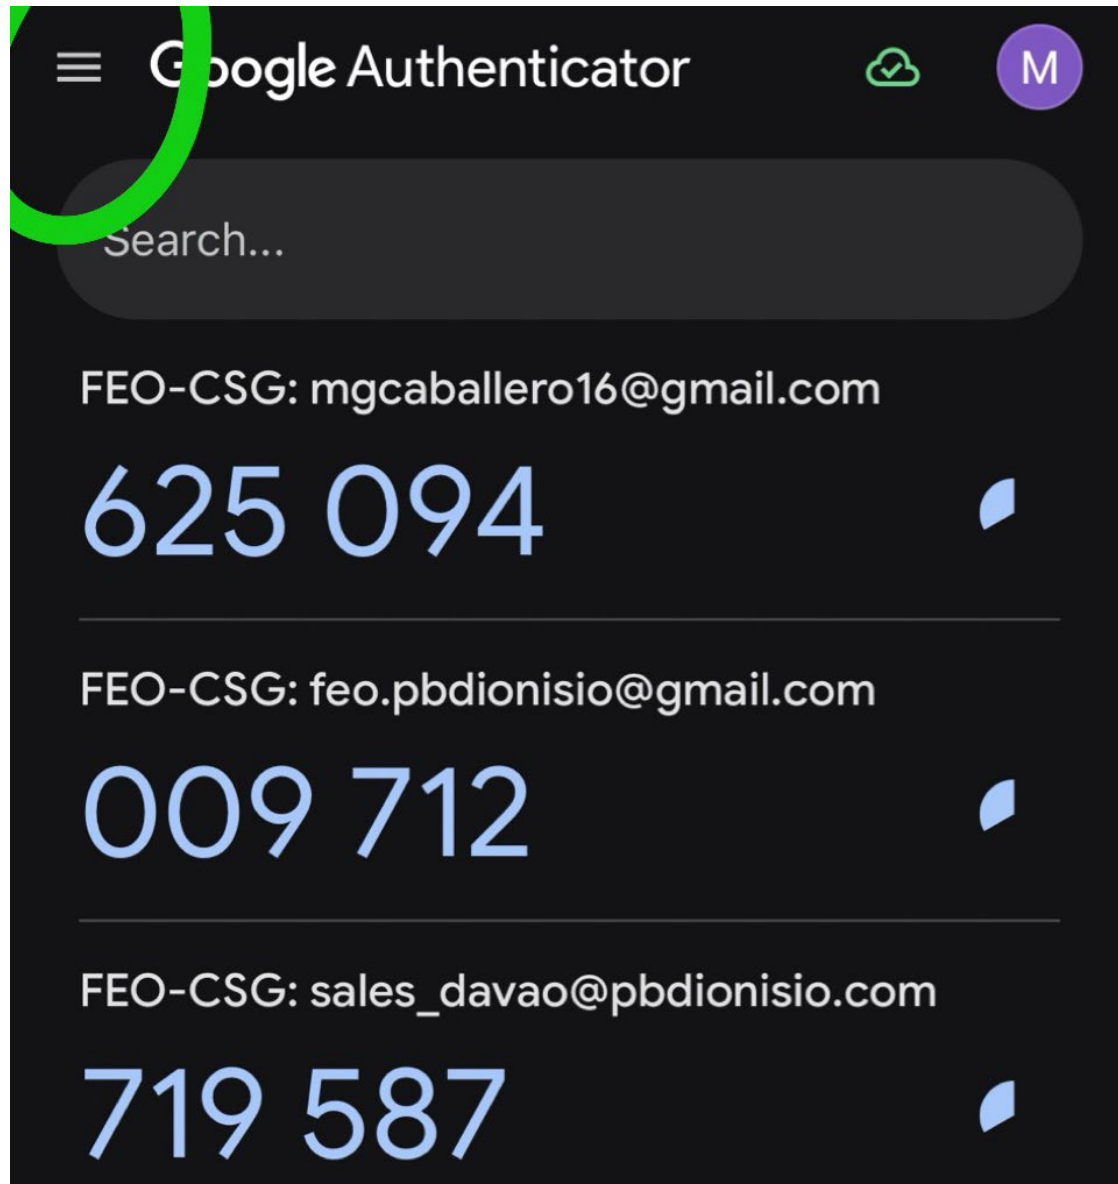 Google Authenticator
M
Search...
FEO-CSG: mgcaballero16@gmail.com
625 094
FEO-CSG: feo.pbdionisio@gmail.com
009 712
FEO-CSG: sales_davao@pbdionisio.com
719 587